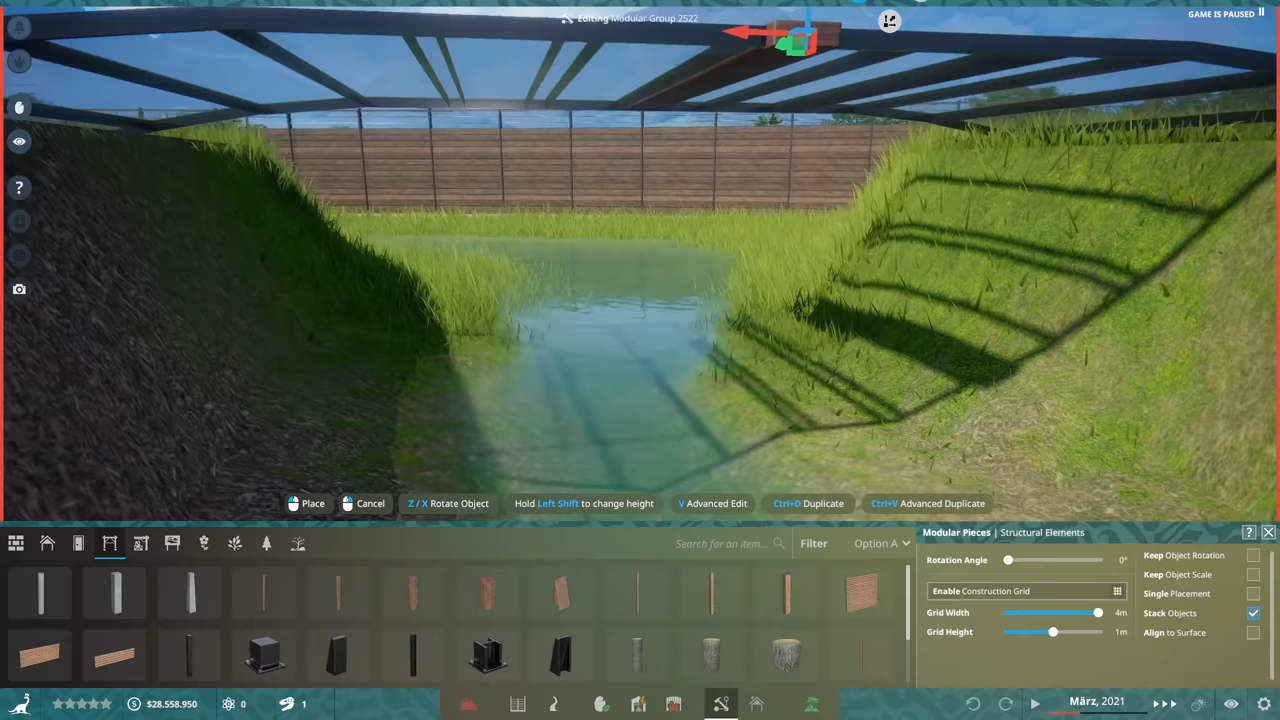 Editing Modular Group 2522
GAME IS PAUSED
?
Place
Cancel
Z / X Rotate Object
Hold Left Shift to change height
V Advanced Edit
Ctrl+D Duplicate
Ctrl+V Advanced Duplicate
Search for an item...
Filter
Option A
Modular Pieces | Structural Elements
?
Rotation Angle
0°
Enable Construction Grid
Grid Width
4m
Grid Height
1m
Keep Object Rotation
Keep Object Scale
Single Placement
Stack Objects
Align to Surface
$28.558.950
0
1
März, 2021